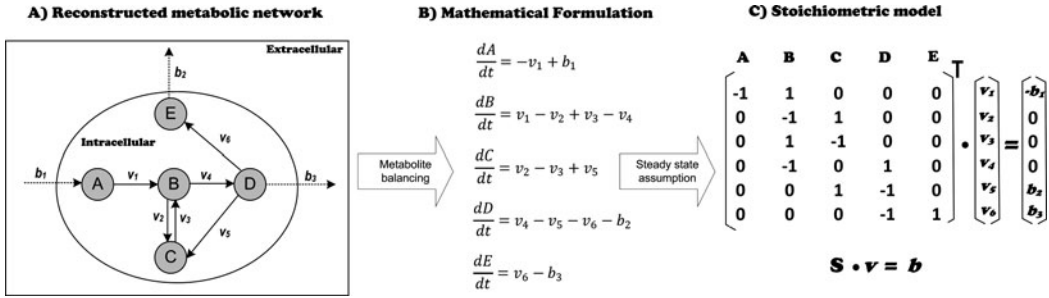 A) Reconstructed metabolic network
B) Mathematical Formulation
C) Stoichiometric model
Extracellular
b2
E
Intracellular
v6
b1
A
v1
B
v4
D
b3
v2
v3
v5
C
Metabolite
balancing
dA/dt = −v1 + b1
dB/dt = v1 − v2 + v3 − v4
dC/dt = v2 − v3 + v5
dD/dt = v4 − v5 − v6 − b2
dE/dt = v6 − b3
Steady state
assumption
A B C D E T
-1 1 0 0 0 v1 -b1
0 -1 1 0 0 v2 0
0 1 -1 0 0 v3 0
0 -1 0 1 0 • v4 = 0
0 0 1 -1 0 v5 b2
0 0 0 -1 1 v6 b3
S • v = b